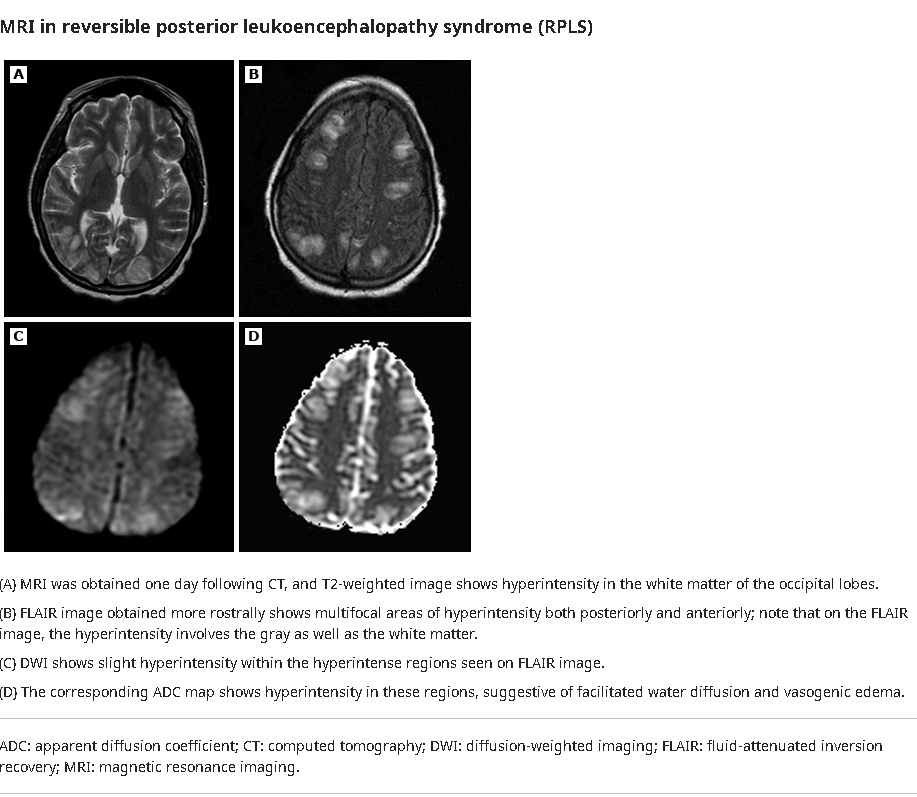 MRI in reversible posterior leukoencephalopathy syndrome (RPLS)
A
B
C
D
(A) MRI was obtained one day following CT, and T2-weighted image shows hyperintensity in the white matter of the occipital lobes.
(B) FLAIR image obtained more rostrally shows multifocal areas of hyperintensity both posteriorly and anteriorly; note that on the FLAIR
image, the hyperintensity involves the gray as well as the white matter.
(C) DWI shows slight hyperintensity within the hyperintense regions seen on FLAIR image.
(D) The corresponding ADC map shows hyperintensity in these regions, suggestive of facilitated water diffusion and vasogenic edema.
ADC: apparent diffusion coefficient; CT: computed tomography; DWI: diffusion-weighted imaging; FLAIR: fluid-attenuated inversion
recovery; MRI: magnetic resonance imaging.